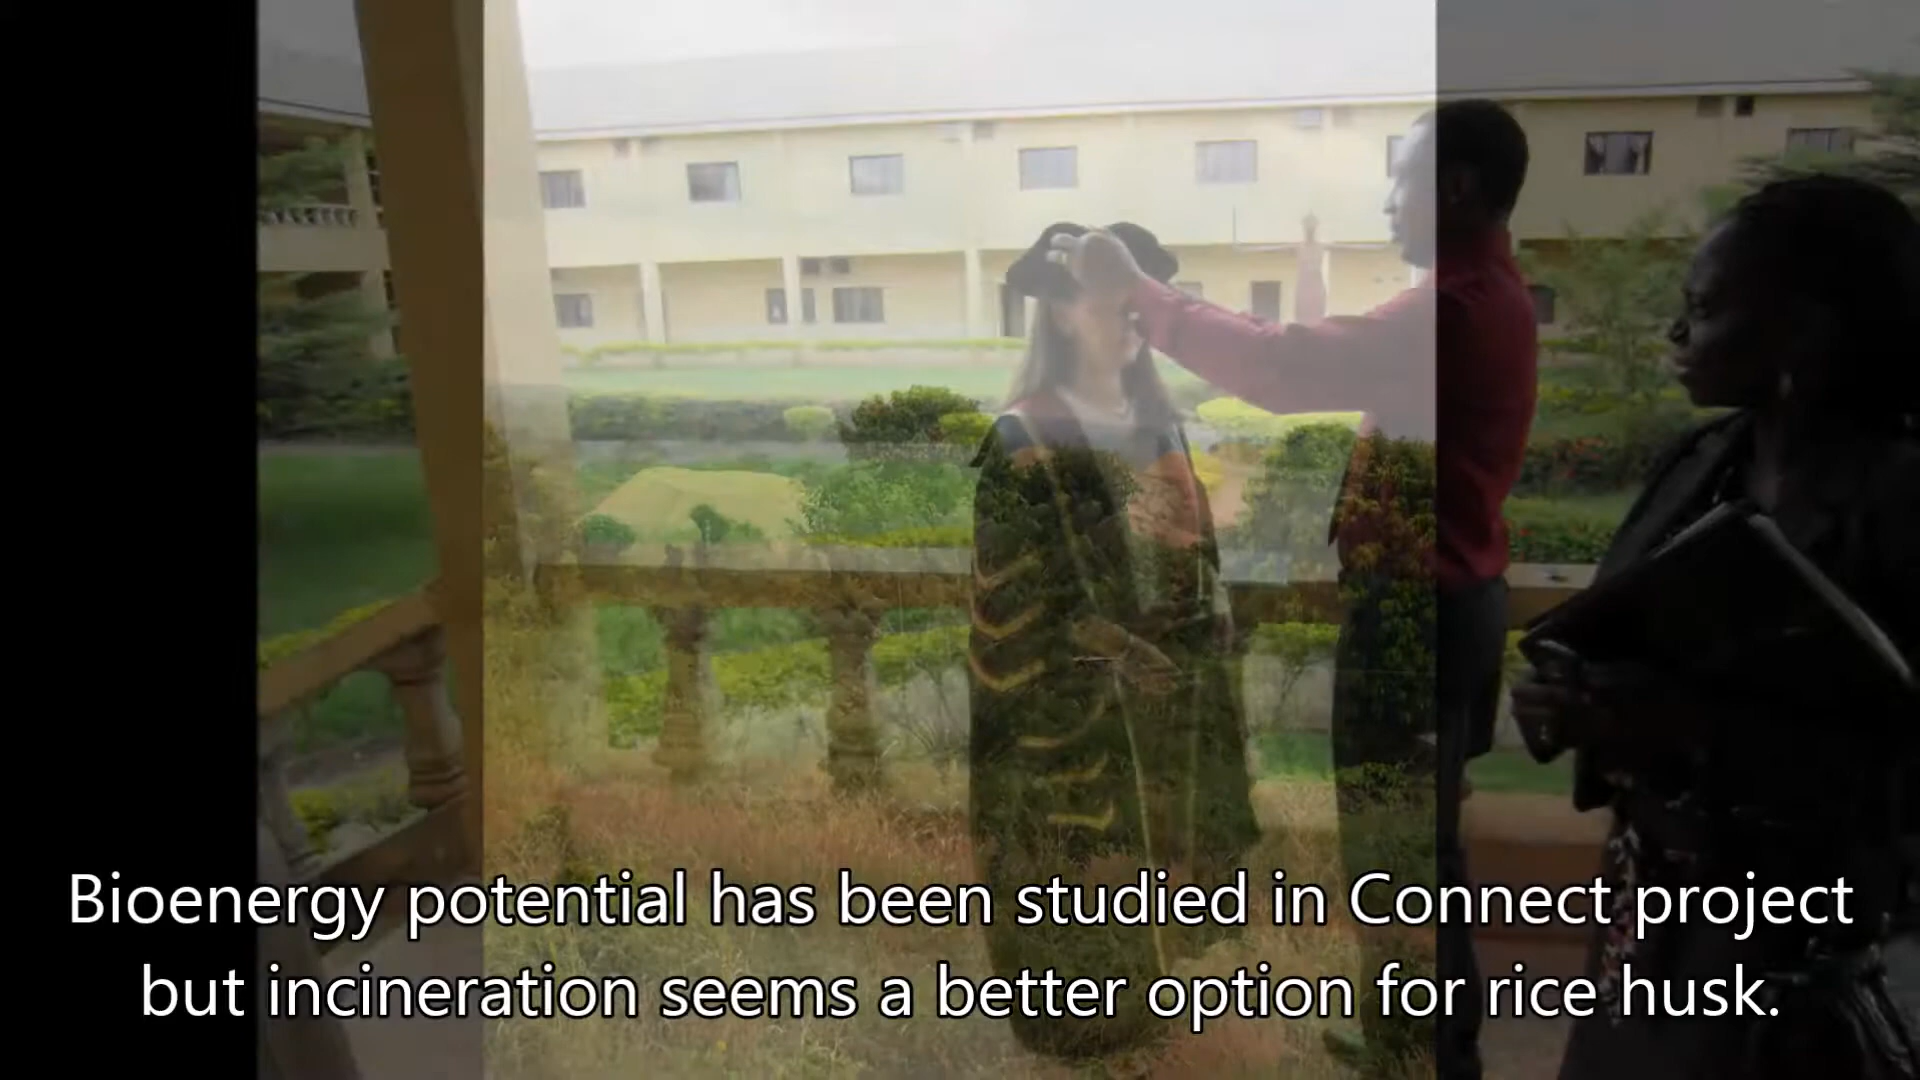 Bioenergy potential has been studied in Connect project
but incineration seems a better option for rice husk.